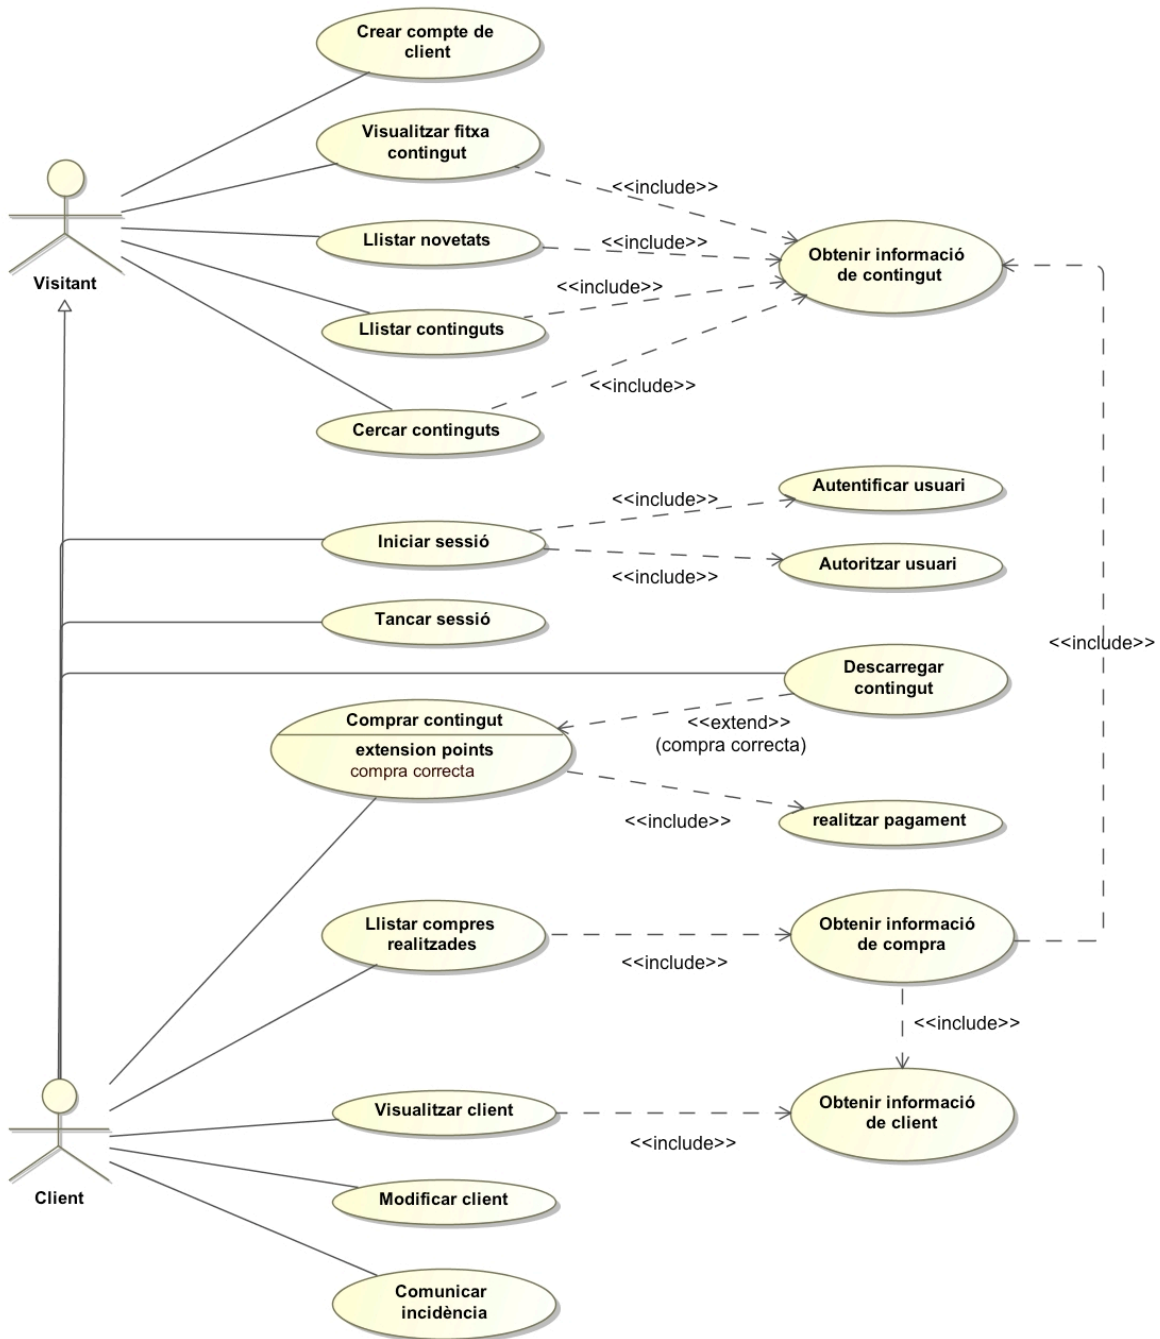 Crear compte de
client
Visualitzar fitxa
contingut
<<include>>
Visitant
Llistar novetats
<<include>>
Obtenir informació
de contingut
<<include>>
Llistar continguts
<<include>>
Cercar continguts
Autentificar usuari
<<include>>
Iniciar sessió
Autoritzar usuari
<<include>>
Tancar sessió
<<include>>
Descarregar
contingut
Comprar contingut
extension points
compra correcta
<<extend>>
(compra correcta)
<<include>>
realitzar pagament
Llistar compres
realitzades
<<include>>
Obtenir informació
de compra
<<include>>
Visualitzar client
<<include>>
Obtenir informació
de client
Client
Modificar client
Comunicar
incidència